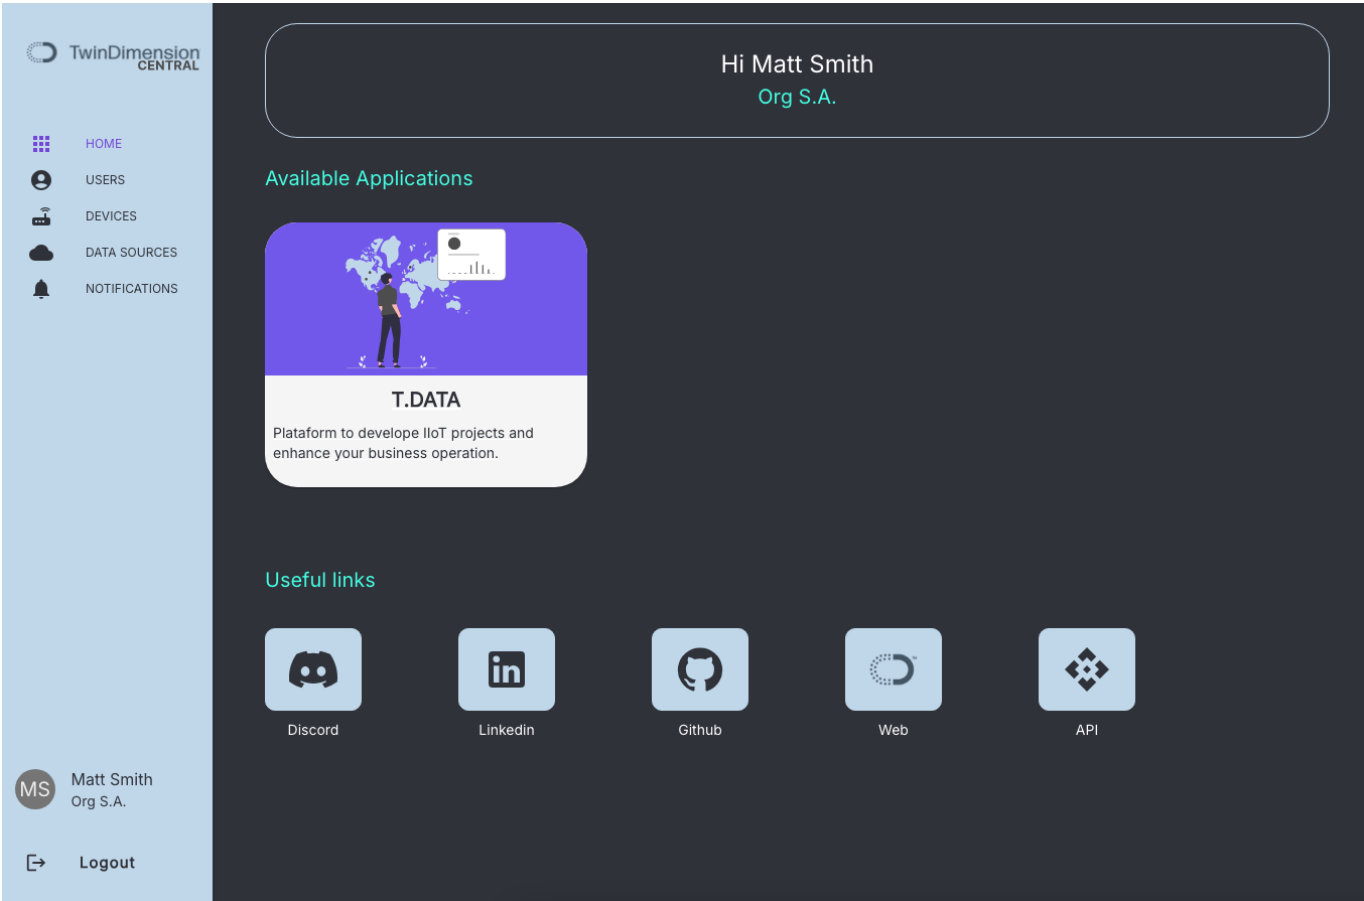 TwinDimension
CENTRAL
HOME
USERS
DEVICES
DATA SOURCES
NOTIFICATIONS
Matt Smith
MS
Org S.A.
Logout
Hi Matt Smith
Org S.A.
Available Applications
T.DATA
Plataform to develope IIoT projects and
enhance your business operation.
Useful links
Discord
Linkedin
Github
Web
API